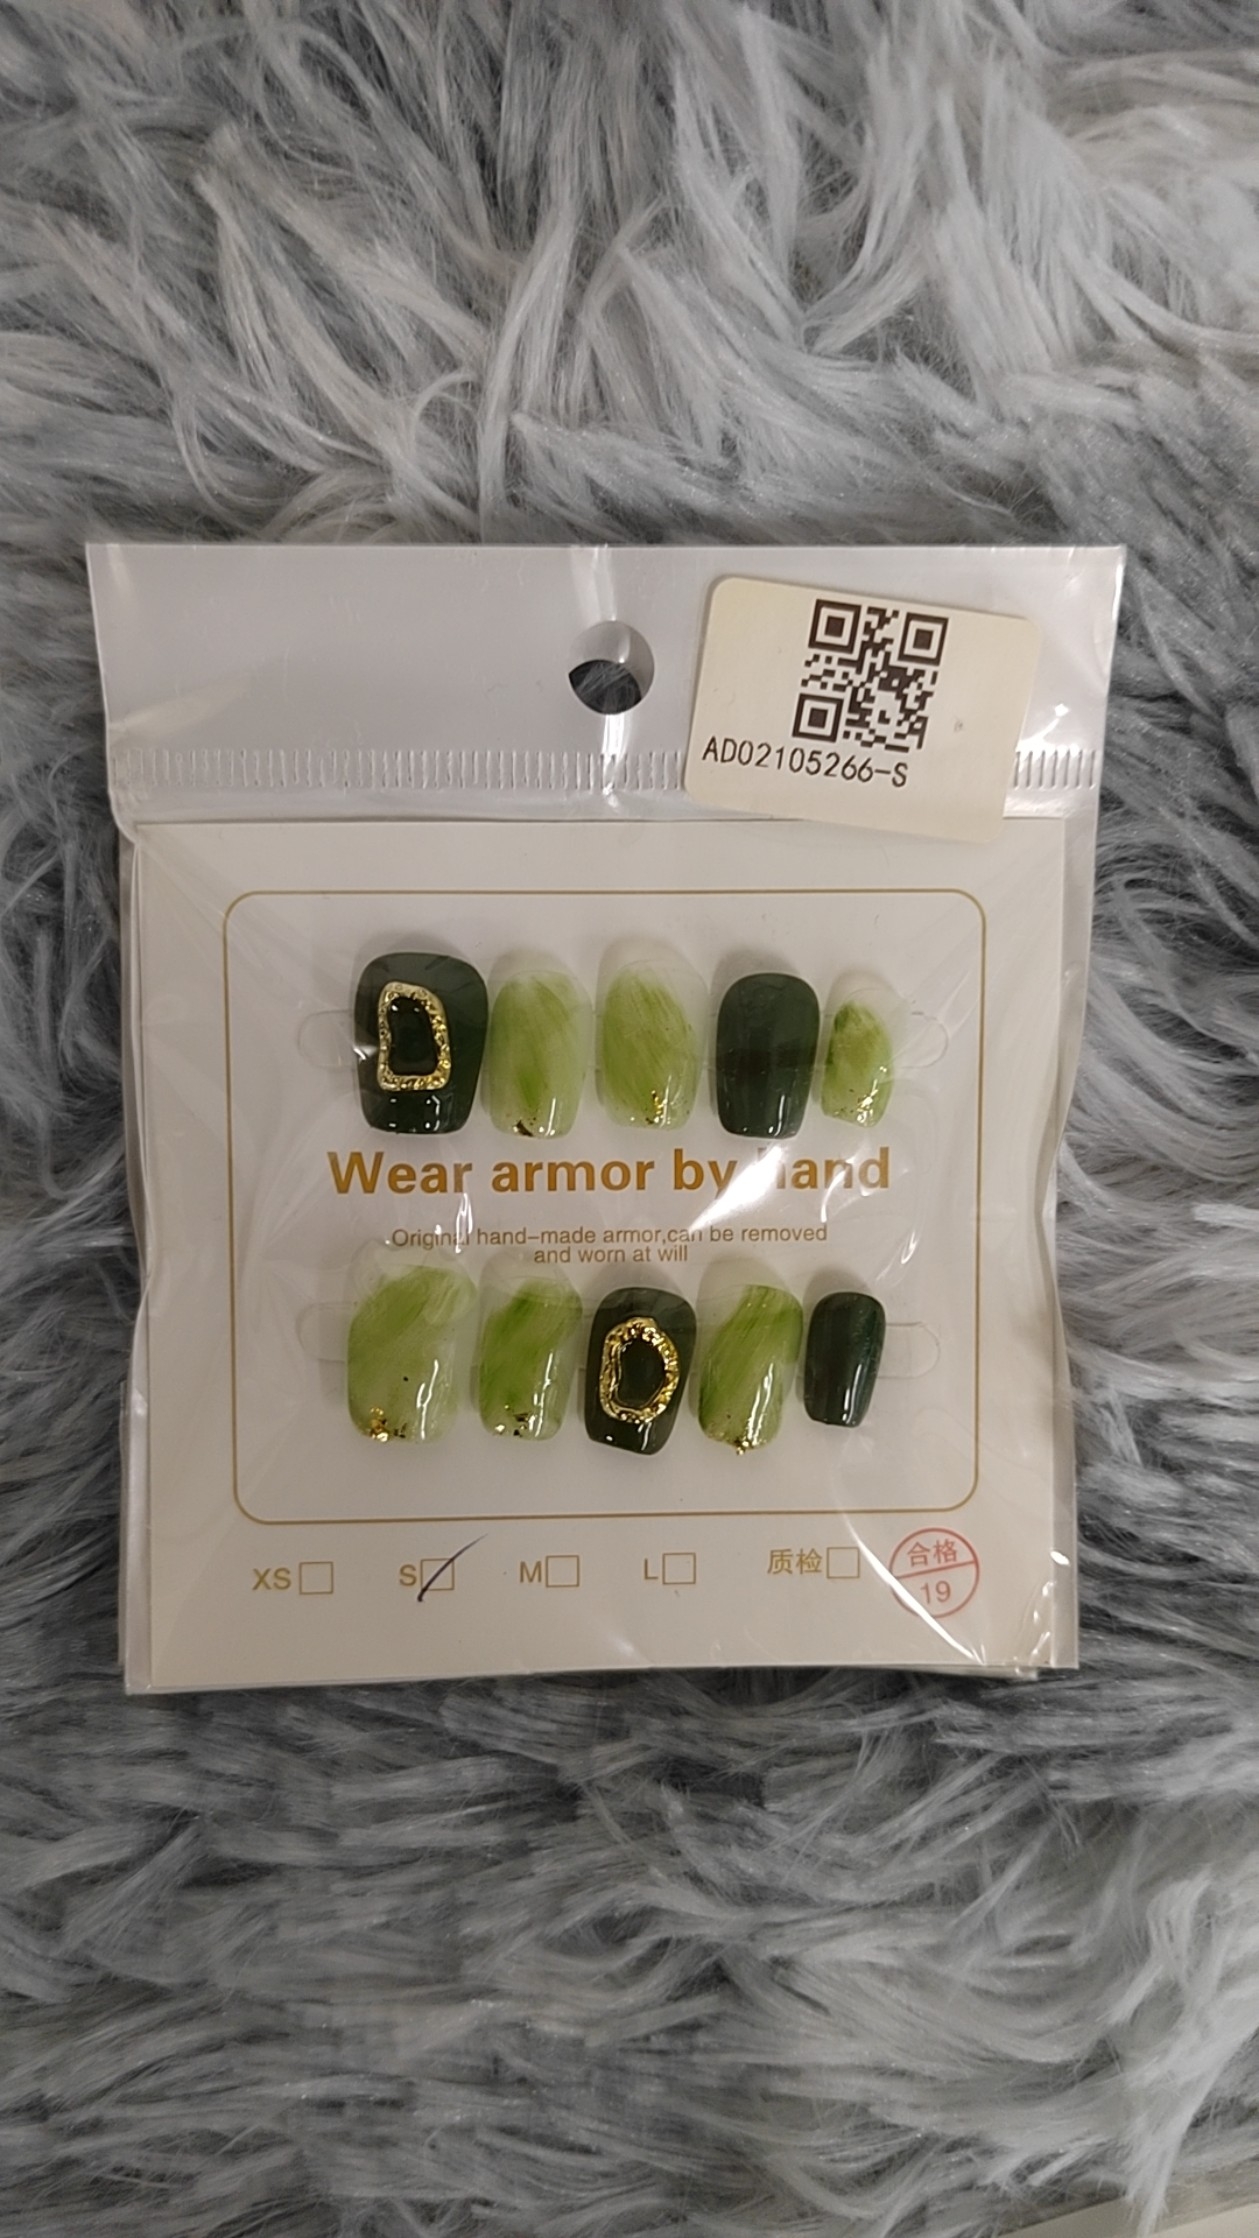 AD02105266-S
Wear armor by hand
Original hand-made armor,can be removed
and worn at will
XS S M L 质检 合格
19